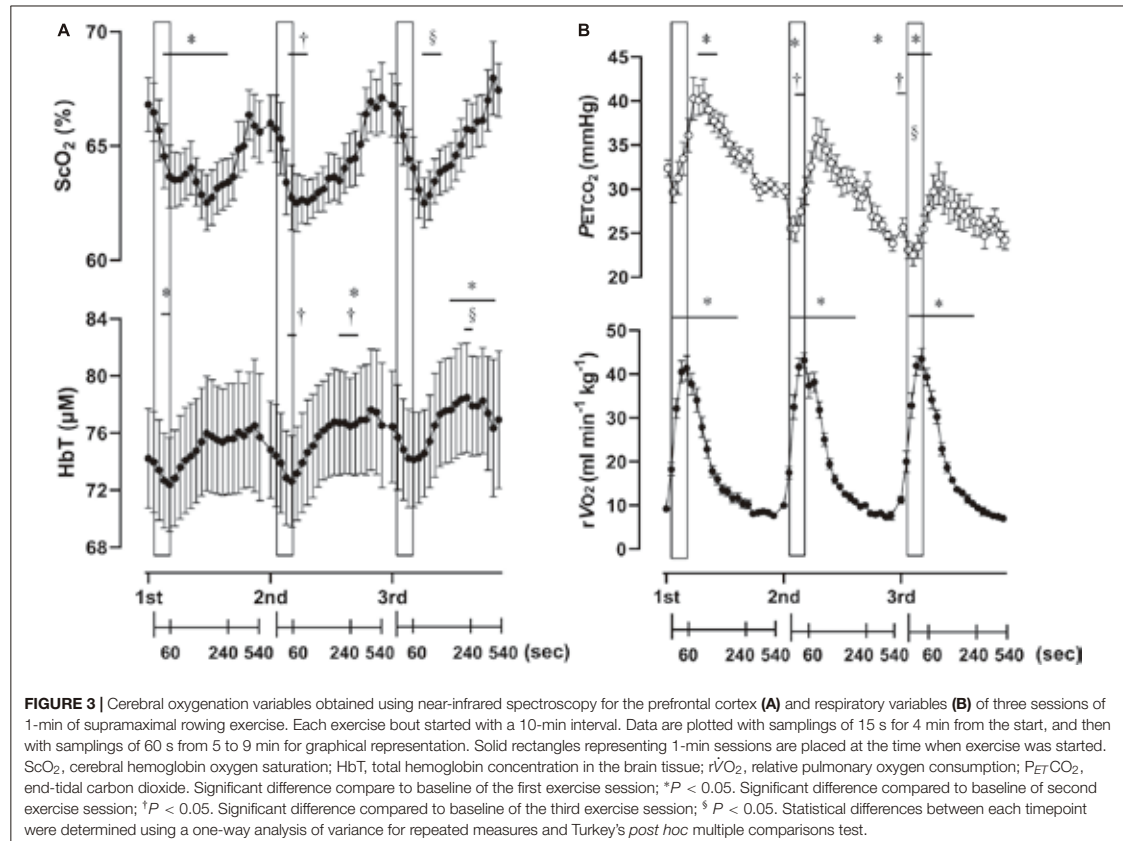 A
B
70
65
60
ScO₂ (%)
* † §
84
80
76
72
68
HbT (μM)
* † * † * §
1st 2nd 3rd
60 240 540 60 240 540 60 240 540 (sec)
45
40
35
30
25
20
PETCO₂ (mmHg)
* * † * † * §
50
40
30
20
10
0
rV̇O₂ (ml min⁻¹ kg⁻¹)
* * *
1st 2nd 3rd
60 240 540 60 240 540 60 240 540 (sec)
FIGURE 3 | Cerebral oxygenation variables obtained using near-infrared spectroscopy for the prefrontal cortex (A) and respiratory variables (B) of three sessions of
1-min of supramaximal rowing exercise. Each exercise bout started with a 10-min interval. Data are plotted with samplings of 15 s for 4 min from the start, and then
with samplings of 60 s from 5 to 9 min for graphical representation. Solid rectangles representing 1-min sessions are placed at the time when exercise was started.
ScO₂, cerebral hemoglobin oxygen saturation; HbT, total hemoglobin concentration in the brain tissue; rV̇O₂, relative pulmonary oxygen consumption; PETCO₂,
end-tidal carbon dioxide. Significant difference compare to baseline of the first exercise session; *P < 0.05. Significant difference compared to baseline of second
exercise session; †P < 0.05. Significant difference compared to baseline of the third exercise session; § P < 0.05. Statistical differences between each timepoint
were determined using a one-way analysis of variance for repeated measures and Turkey's post hoc multiple comparisons test.